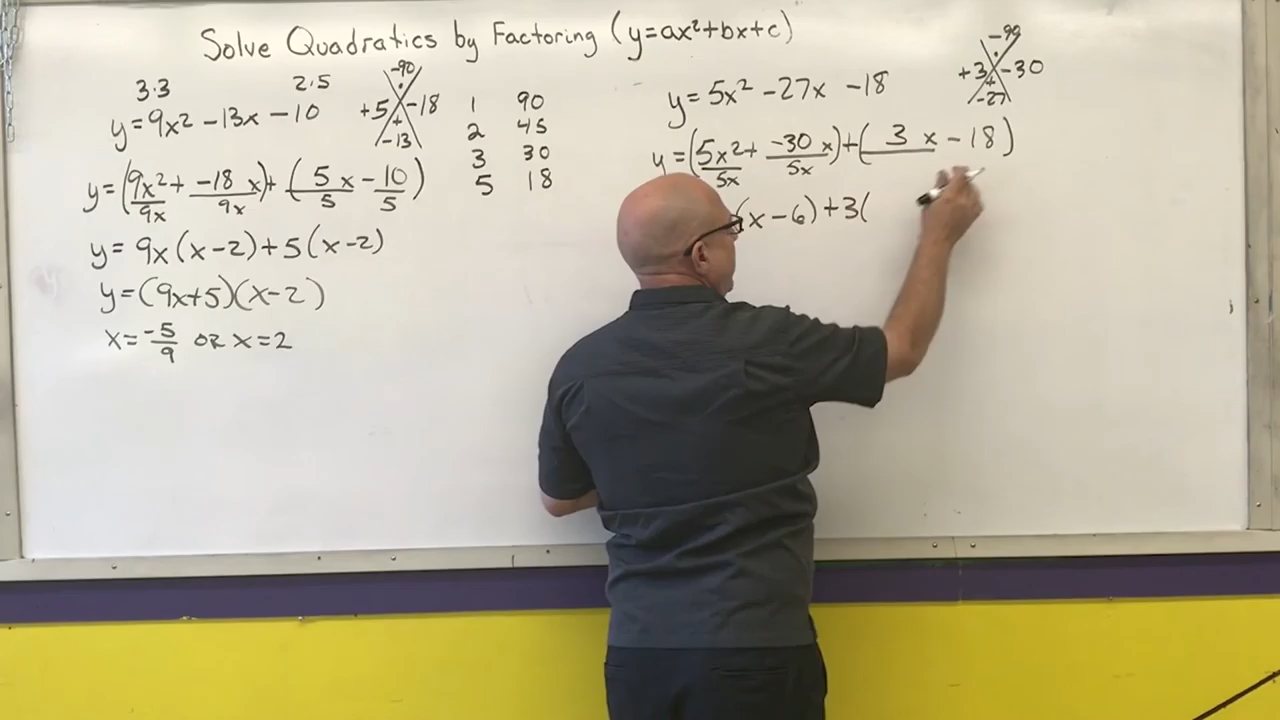 Solve Quadratics by Factoring (y=ax²+bx+c)
3·3 2·5
y=9x²-13x-10
-90
+5 -18
+
-13
1 90
2 45
3 30
5 18
y=(9x²/9x + -18x/9x)+(5x/5 - 10/5)
y=9x(x-2)+5(x-2)
y=(9x+5)(x-2)
x=-5/9 OR x=2
y=5x²-27x-18
+3 -30
+
-27
y=(5x²/5x + -30x/5x)+(3x-18)
(x-6)+3(